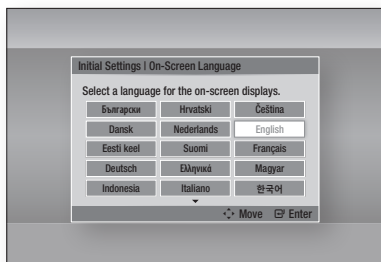 Initial Settings | On-Screen Language
Select a language for the on-screen displays.
Български Hrvatski Čeština
Dansk Nederlands English
Eesti keel Suomi Français
Deutsch Ελληνικά Magyar
Indonesia Italiano 한국어
Move Enter